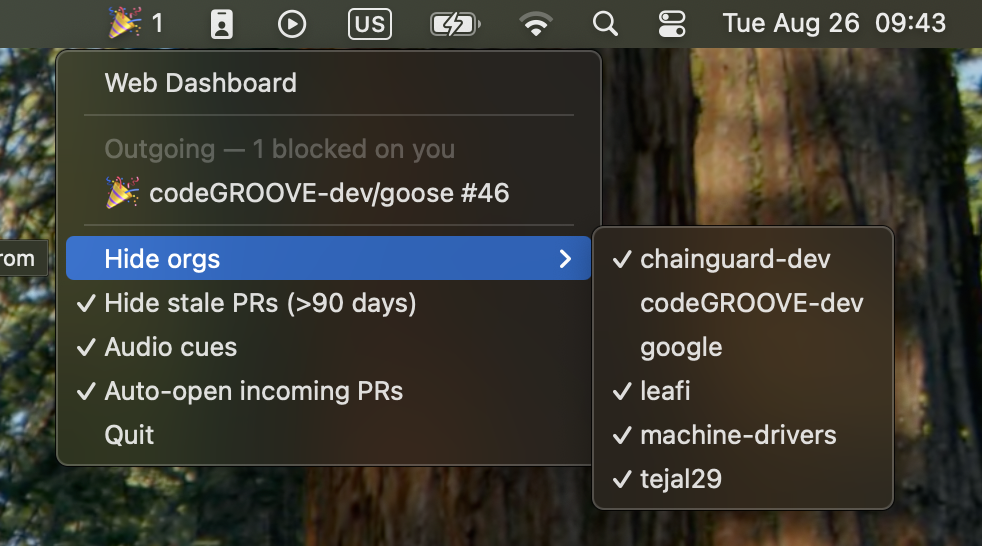 🎉 1 US Tue Aug 26 09:43
Web Dashboard
Outgoing — 1 blocked on you
🎉 codeGROOVE-dev/goose #46
rom
Hide orgs
Hide stale PRs (>90 days)
Audio cues
Auto-open incoming PRs
Quit
chainguard-dev
codeGROOVE-dev
google
leafi
machine-drivers
tejal29